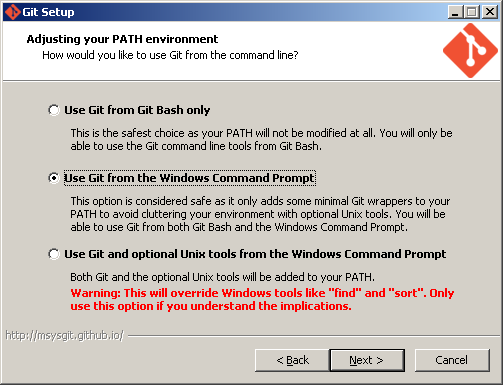 Git Setup
Adjusting your PATH environment
How would you like to use Git from the command line?
Use Git from Git Bash only
This is the safest choice as your PATH will not be modified at all. You will only be
able to use the Git command line tools from Git Bash.
Use Git from the Windows Command Prompt
This option is considered safe as it only adds some minimal Git wrappers to your
PATH to avoid cluttering your environment with optional Unix tools. You will be
able to use Git from both Git Bash and the Windows Command Prompt.
Use Git and optional Unix tools from the Windows Command Prompt
Both Git and the optional Unix tools will be added to your PATH.
Warning: This will override Windows tools like "find" and "sort". Only
use this option if you understand the implications.
http://msysgit.github.io/
< Back Next > Cancel